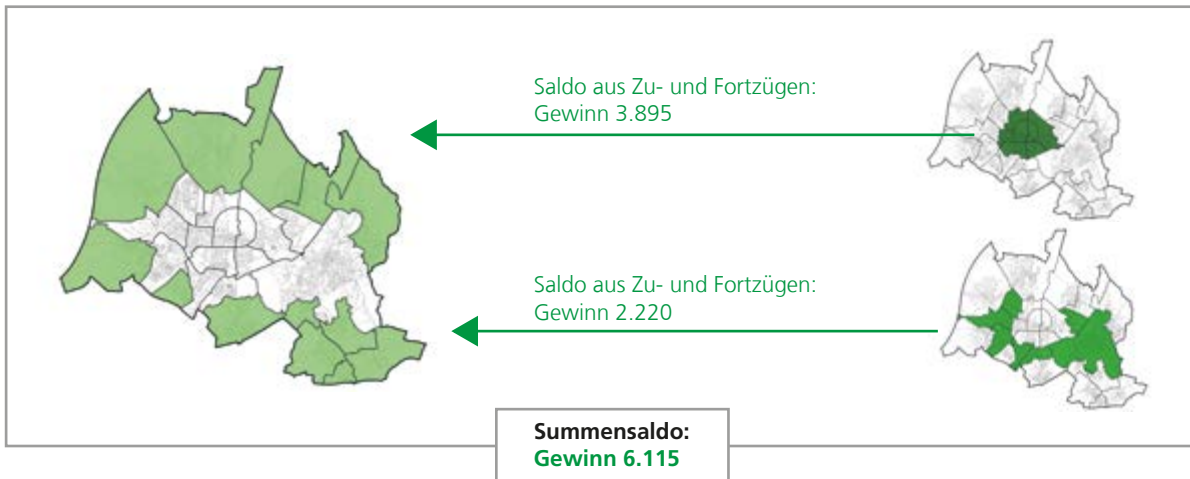 Saldo aus Zu- und Fortzügen:
Gewinn 3.895
Saldo aus Zu- und Fortzügen:
Gewinn 2.220
Summensaldo:
Gewinn 6.115